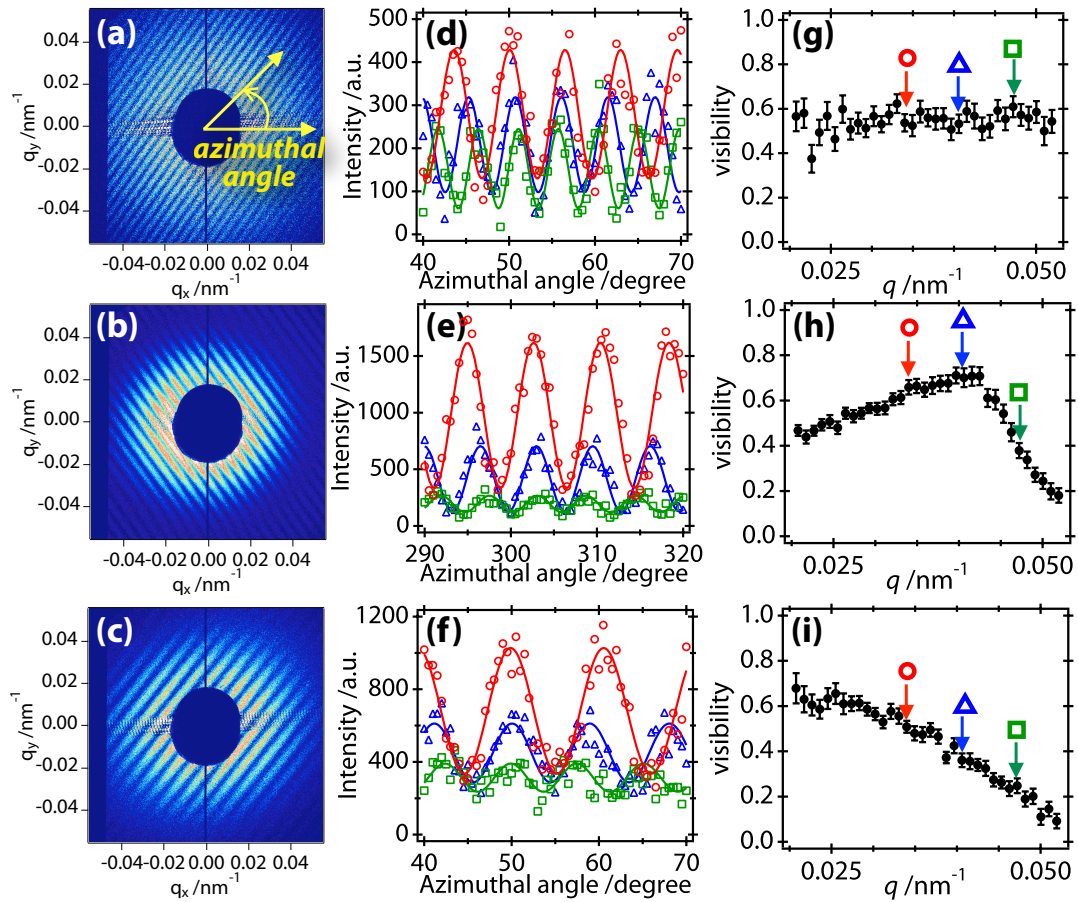 (a)
0.04
0.02
0.00
-0.02
-0.04
qy /nm-1
azimuthal
angle
-0.04 -0.02 0.00 0.02 0.04
qx /nm-1
(d)
500
400
300
200
100
0
Intensity /a.u.
40 50 60 70
Azimuthal angle /degree
(g)
1.0
0.8
0.6
0.4
0.2
0.0
visibility
0.025 0.050
q /nm-1
(b)
0.04
0.02
0.00
-0.02
-0.04
qy /nm-1
-0.04 -0.02 0.00 0.02 0.04
qx /nm-1
(e)
1500
1000
500
0
Intensity /a.u.
290 300 310 320
Azimuthal angle /degree
(h)
1.0
0.8
0.6
0.4
0.2
0.0
visibility
0.025 0.050
q /nm-1
(c)
0.04
0.02
0.00
-0.02
-0.04
qy /nm-1
-0.04 -0.02 0.00 0.02 0.04
qx /nm-1
(f)
1200
800
400
0
Intensity /a.u.
40 50 60 70
Azimuthal angle /degree
(i)
1.0
0.8
0.6
0.4
0.2
0.0
visibility
0.025 0.050
q /nm-1